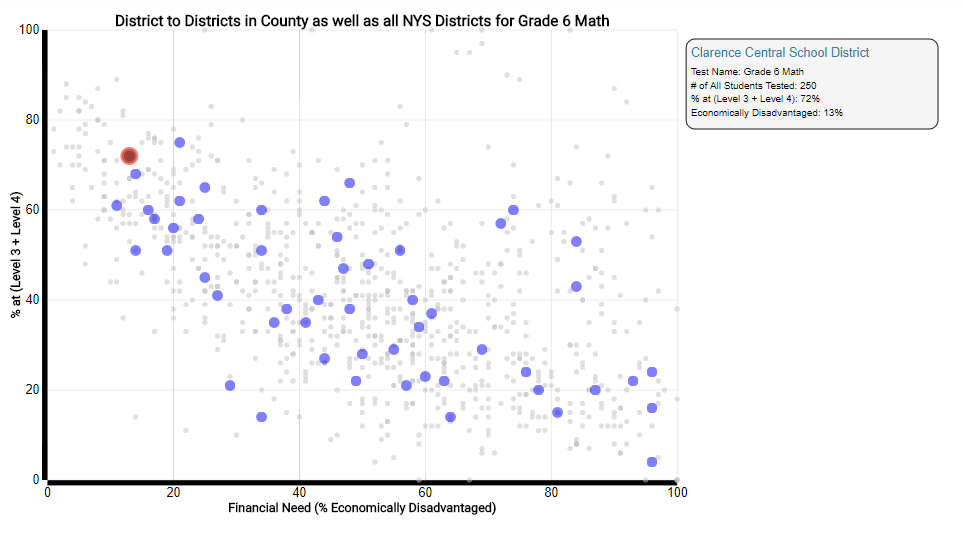 District to Districts in County as well as all NYS Districts for Grade 6 Math
100
80
60
40
20
0
% at (Level 3 + Level 4)
0 20 40 60 80 100
Financial Need (% Economically Disadvantaged)
Clarence Central School District
Test Name: Grade 6 Math
# of All Students Tested: 250
% at (Level 3 + Level 4): 72%
Economically Disadvantaged: 13%